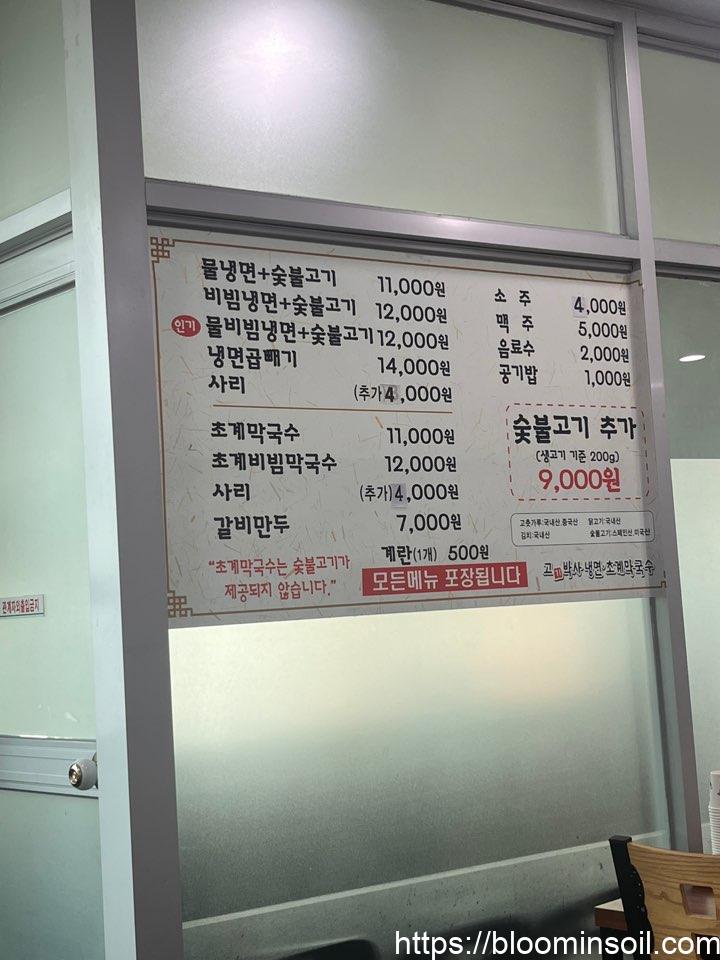 물냉면+숯불고기 11,000원
비빔냉면+숯불고기 12,000원
인기 물비빔냉면+숯불고기 12,000원
냉면곱빼기 14,000원
사리 (추가)4,000원
초계막국수 11,000원
초계비빔막국수 12,000원
사리 (추가)4,000원
갈비만두 7,000원
계란(1개) 500원
"초계막국수는 숯불고기가
제공되지 않습니다."
모든메뉴 포장됩니다
소 주 4,000원
맥 주 5,000원
음료수 2,000원
공기밥 1,000원
숯불고기 추가
(생고기 기준 200g)
9,000원
고춧가루:국내산,중국산 닭고기:국내산
김치:국내산 숯불고기:스페인산,미국산
고기박사·냉면·초계막국수
관계자외출입금지
https://bloominsoil.com